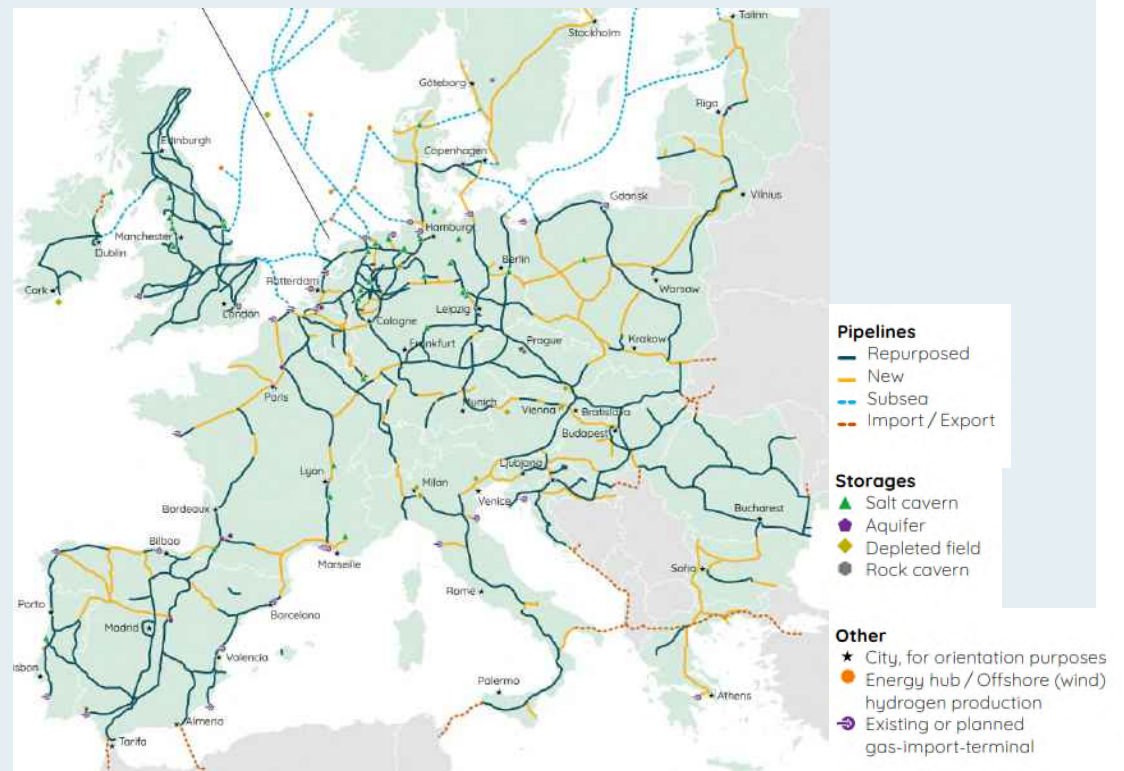 Tallinn
Stockholm
Göteborg
Riga
Edinburgh
Copenhagen
Vilnius
Gdansk
Hamburg
Manchester
Dublin
Berlin
Rotterdam
Warsaw
Cork
London
Leipzig
Cologne
Frankfurt
Prague
Krakow
Paris
Munich
Vienna
Bratislava
Budapest
Lyon
Ljubjana
Milan
Venice
Bordeaux
Bucharest
Bilbao
Marseille
Sofia
Rome
Porto
Barcelona
Madrid
Valencia
isbon
Palermo
Athens
Almeria
Tarifa
Pipelines
Repurposed
New
Subsea
Import / Export
Storages
Salt cavern
Aquifer
Depleted field
Rock cavern
Other
City, for orientation purposes
Energy hub / Offshore (wind)
hydrogen production
Existing or planned
gas-import-terminal